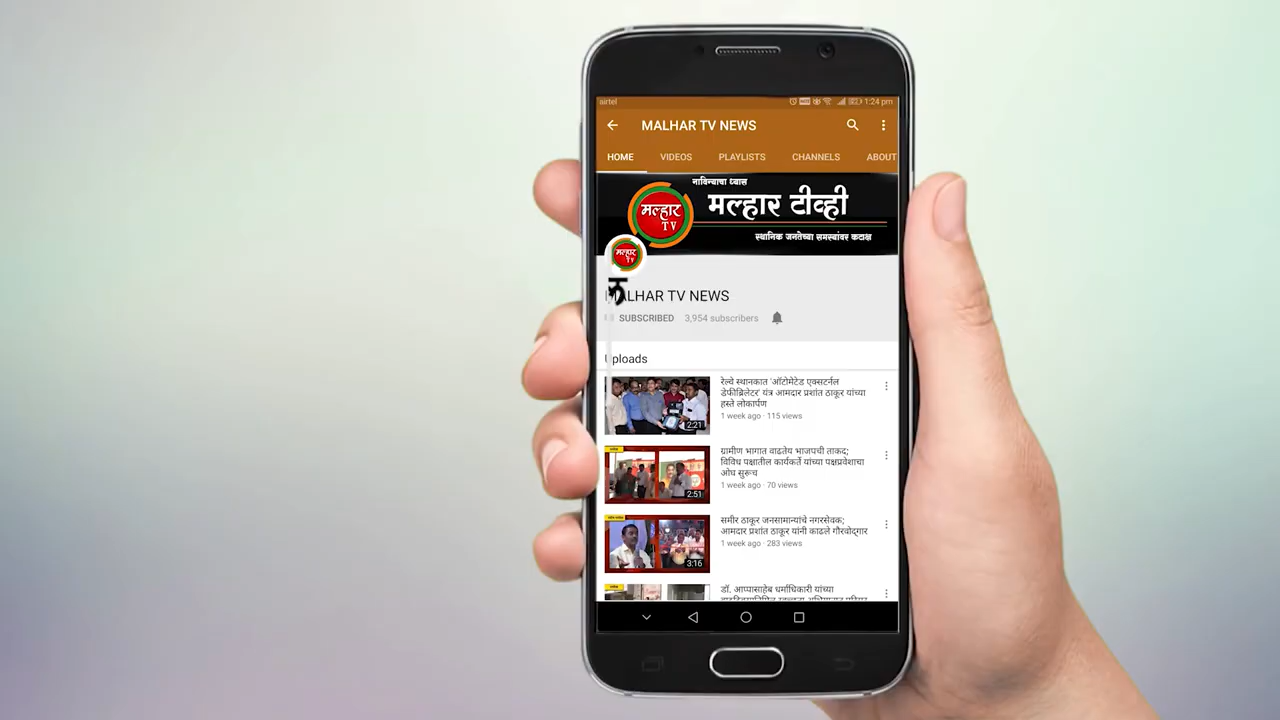 airtel 1:24 pm
MALHAR TV NEWS
HOME VIDEOS PLAYLISTS CHANNELS ABOUT
नाविन्याचा ध्यास
मल्हार टीव्ही
मल्हार
TV
स्थानिक जनतेच्या समस्यांवर कटाक्ष
मल्हार
TV
MALHAR TV NEWS
SUBSCRIBED 3,954 subscribers
Uploads
रेल्वे स्थानकात 'ऑटोमेटेड एक्सटर्नल
डेफीब्रिलेटर' यंत्र आमदार प्रशांत ठाकूर यांच्या
हस्ते लोकार्पण
1 week ago · 115 views
2:21
ग्रामीण भागात वाढतेय भाजपची ताकद;
विविध पक्षातील कार्यकर्ते यांच्या पक्षप्रवेशाचा
ओघ सुरूच
1 week ago · 70 views
2:51
समीर ठाकूर जनसामान्यांचे नगरसेवक;
आमदार प्रशांत ठाकूर यांनी काढले गौरवोद्गार
1 week ago · 283 views
3:16
डॉ. आप्पासाहेब धर्माधिकारी यांच्या